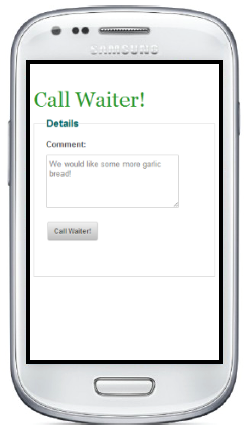 SAMSUNG
Call Waiter!
Details
Comment:
We would like some more garlic
bread!
Call Waiter!